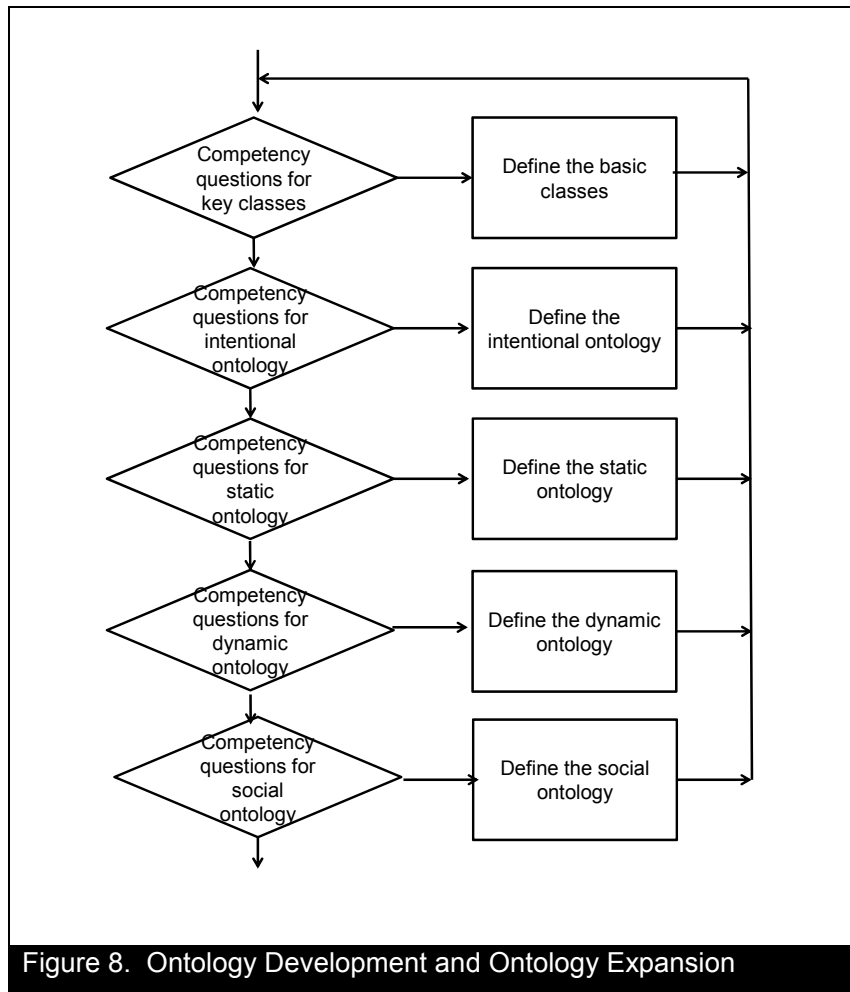 Competency
questions for
key classes
Define the basic
classes
Competency
questions for
intentional
ontology
Define the
intentional ontology
Competency
questions for
static
ontology
Define the static
ontology
Competency
questions for
dynamic
ontology
Define the dynamic
ontology
Competency
questions for
social
ontology
Define the social
ontology
Figure 8. Ontology Development and Ontology Expansion